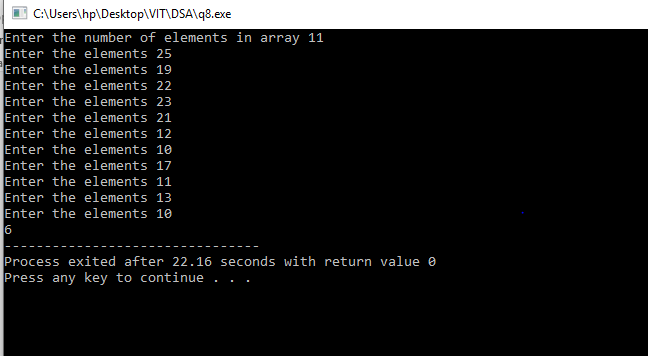 C:\Users\hp\Desktop\VIT\DSA\q8.exe
Enter the number of elements in array 11
Enter the elements 25
Enter the elements 19
Enter the elements 22
Enter the elements 23
Enter the elements 21
Enter the elements 12
Enter the elements 10
Enter the elements 17
Enter the elements 11
Enter the elements 13
Enter the elements 10
6
--------------------------------
Process exited after 22.16 seconds with return value 0
Press any key to continue . . .